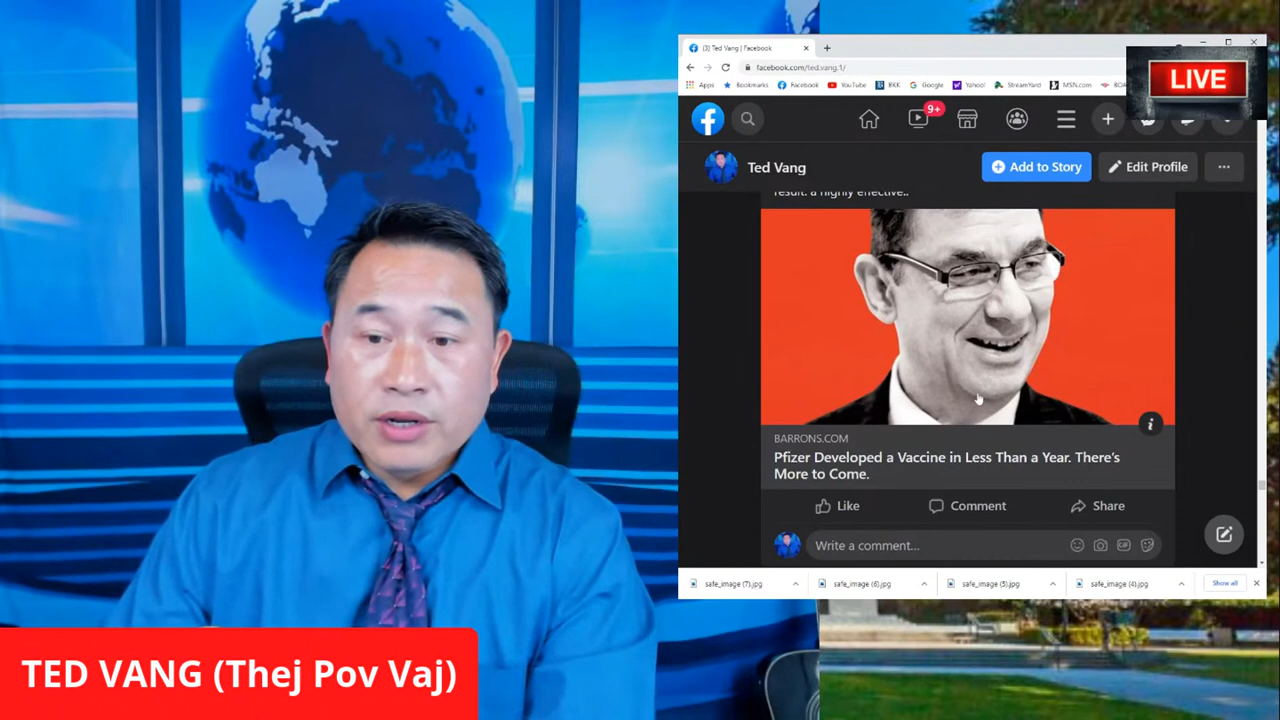 (3) Ted Vang | Facebook
facebook.com/ted.vang.1/
Apps
Bookmarks
Facebook
YouTube
BKK
Google
Yahoo!
StreamYard
MSN.com
LIVE
9+
Ted Vang
Add to Story
Edit Profile
result: a highly effective..
BARRONS.COM
Pfizer Developed a Vaccine in Less Than a Year. There's
More to Come.
Like
Comment
Share
Write a comment...
GIF
safe_image (7).jpg
safe_image (6).jpg
safe_image (5).jpg
safe_image (4).jpg
Show all
TED VANG (Thej Pov Vaj)